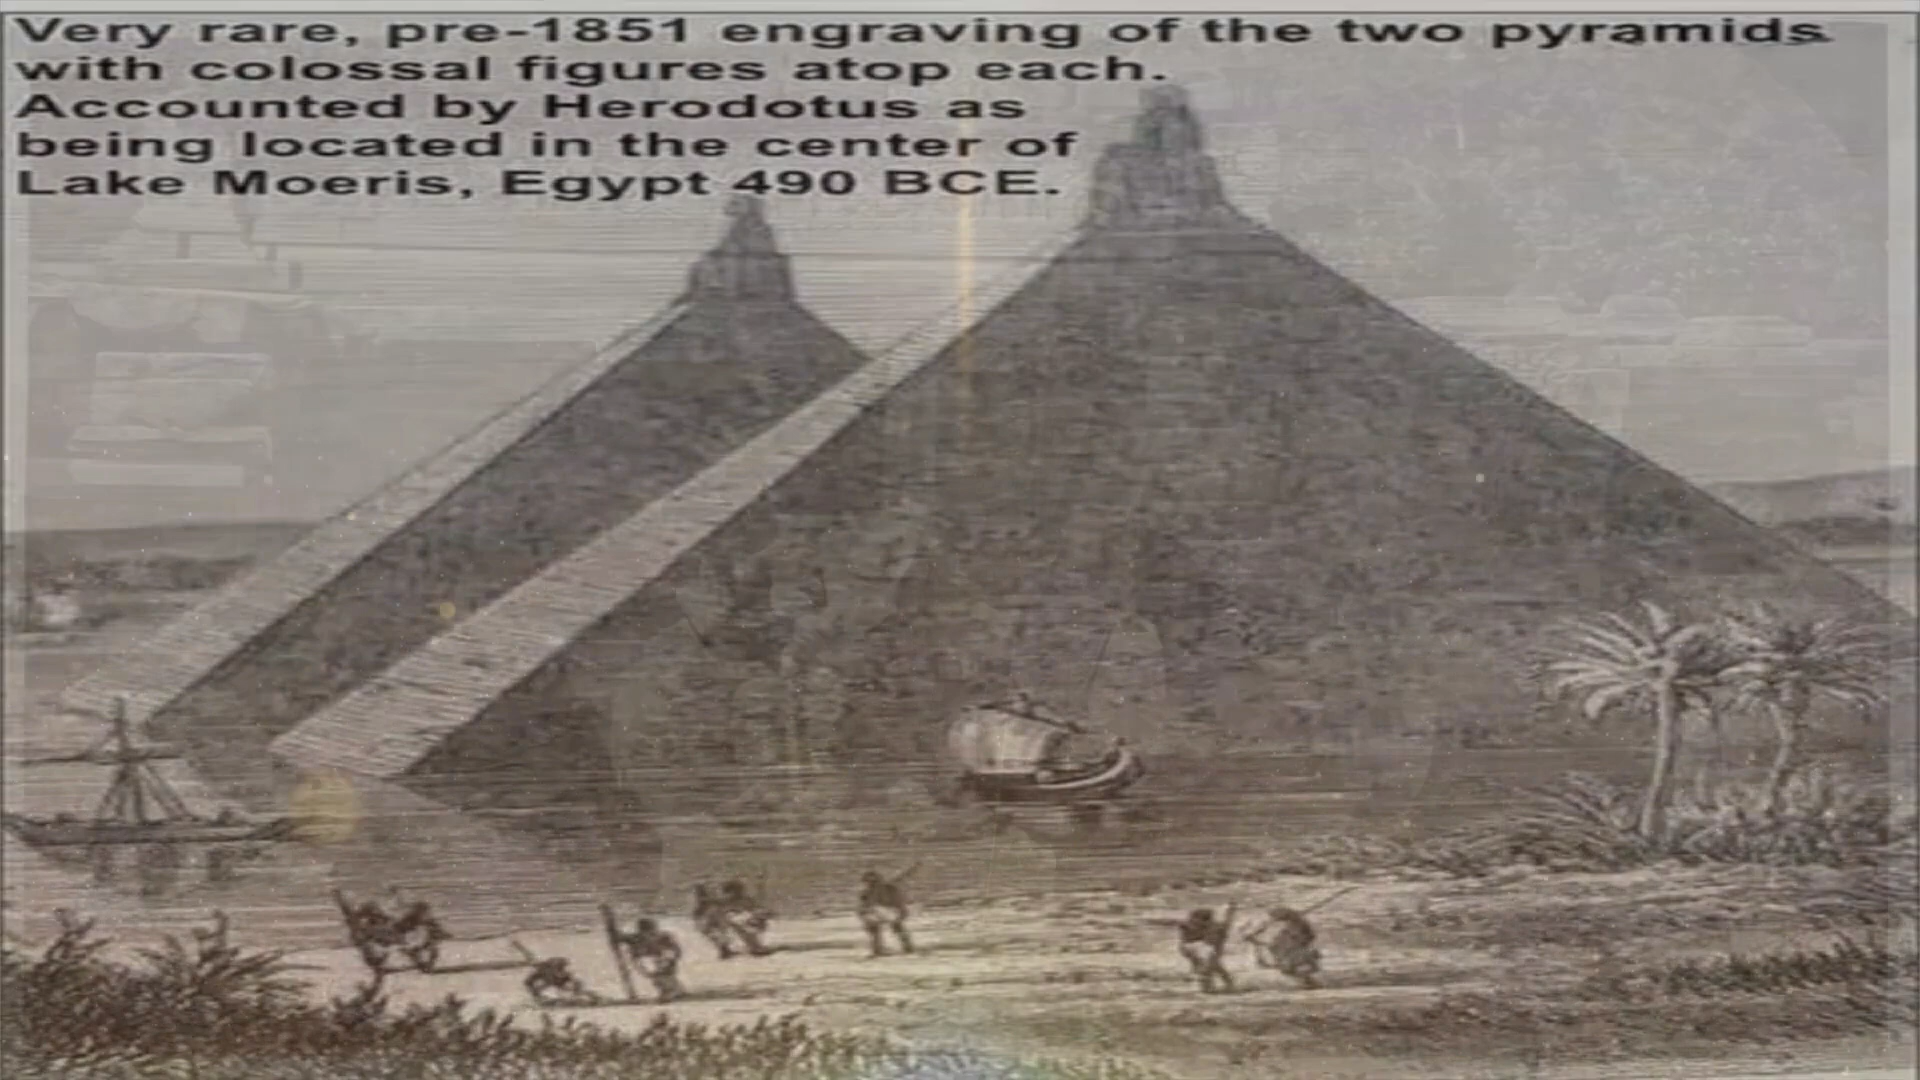 Very rare, pre-1851 engraving of the two pyramids
with colossal figures atop each.
Accounted by Herodotus as
being located in the center of
Lake Moeris, Egypt 490 BCE.